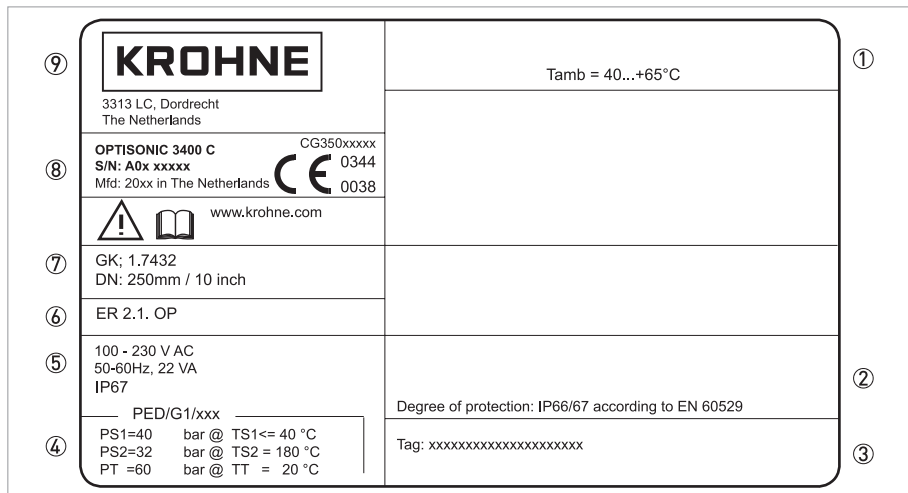 ⑨
KROHNE
3313 LC, Dordrecht
The Netherlands
⑧
OPTISONIC 3400 C
CG350xxxxx
S/N: A0x xxxxx
0344
Mfd: 20xx in The Netherlands
CE
0038
www.krohne.com
⑦
GK; 1.7432
DN: 250mm / 10 inch
⑥
ER 2.1. OP
⑤
100 - 230 V AC
50-60Hz, 22 VA
IP67
PED/G1/xxx
④
PS1=40 bar @ TS1<= 40 °C
PS2=32 bar @ TS2 = 180 °C
PT =60 bar @ TT = 20 °C
Tamb = 40...+65°C
①
②
Degree of protection: IP66/67 according to EN 60529
Tag: xxxxxxxxxxxxxxxxxxxxx
③